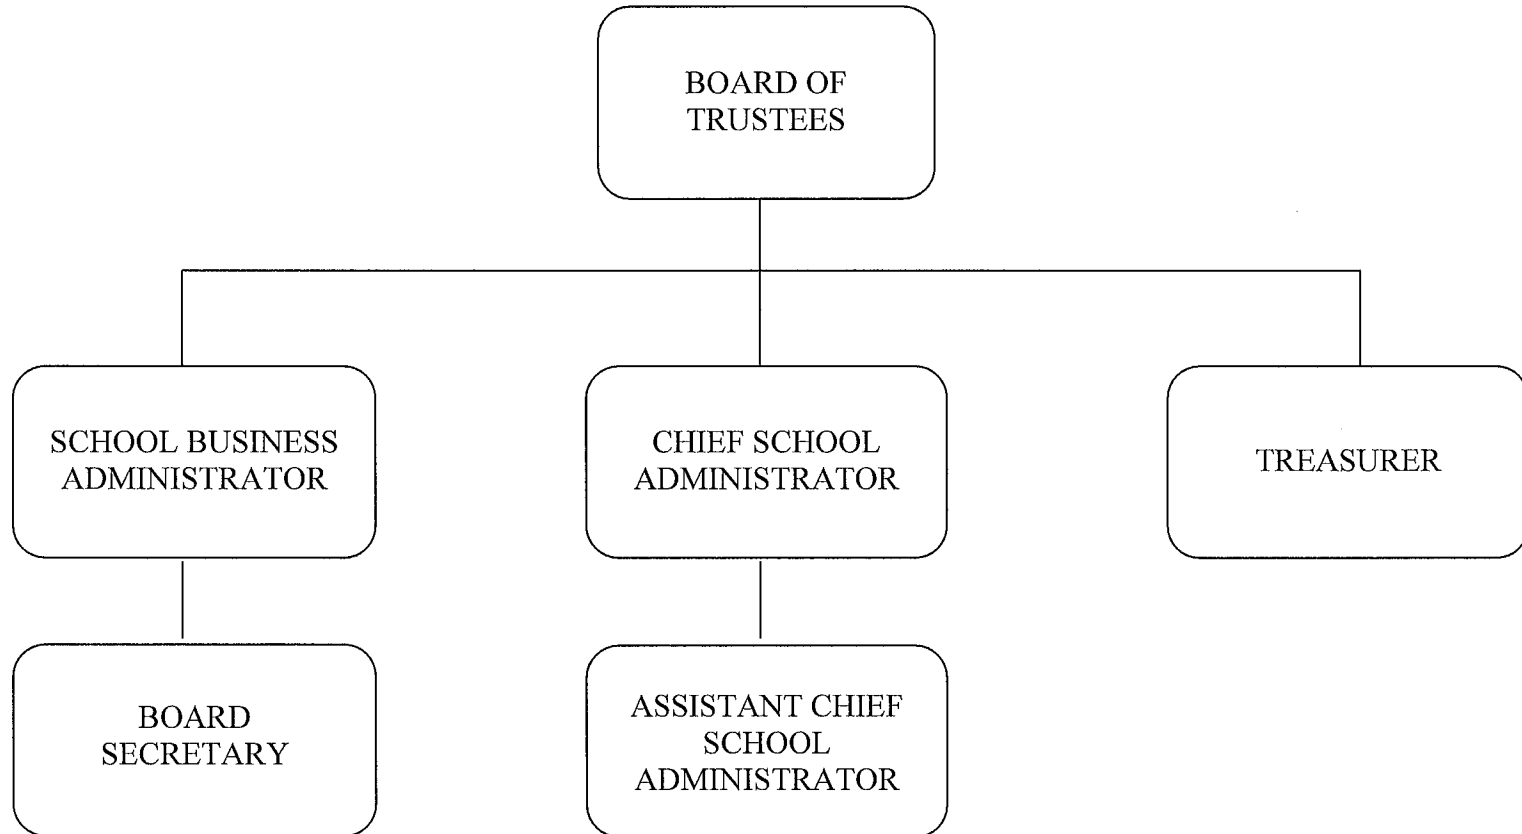 BOARD OF
TRUSTEES
SCHOOL BUSINESS
ADMINISTRATOR
CHIEF SCHOOL
ADMINISTRATOR
TREASURER
BOARD
SECRETARY
ASSISTANT CHIEF
SCHOOL
ADMINISTRATOR